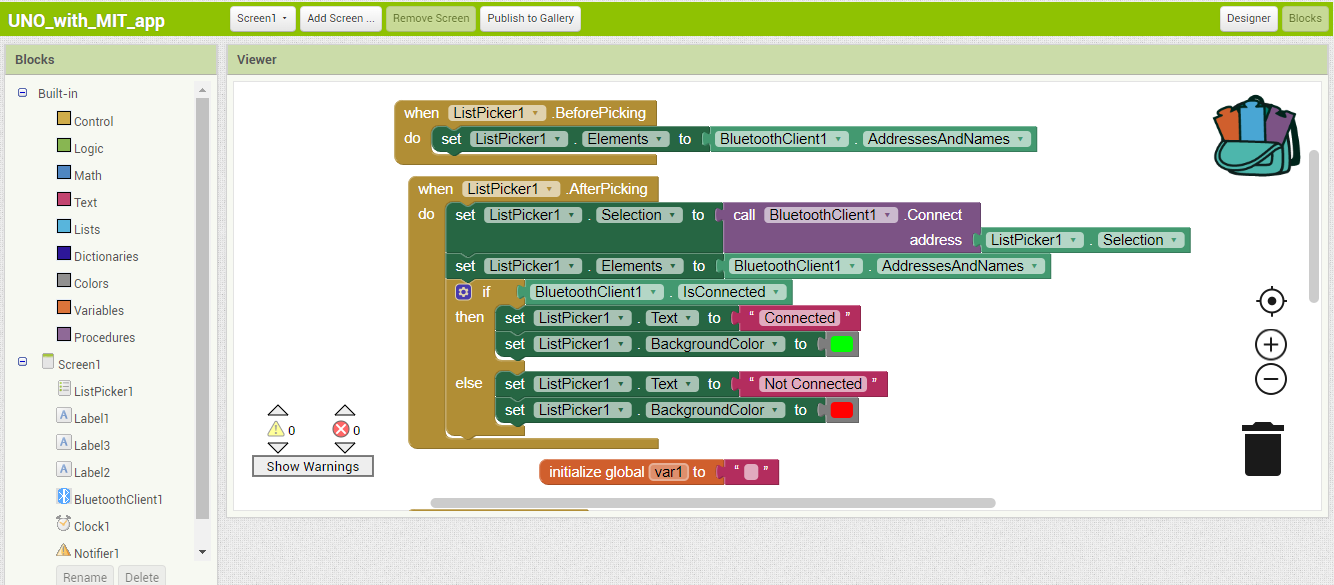 UNO_with_MIT_app
Screen1
Add Screen ...
Remove Screen
Publish to Gallery
Designer
Blocks
Blocks
Viewer
Built-in
Control
Logic
Math
Text
Lists
Dictionaries
Colors
Variables
Procedures
Screen1
ListPicker1
Label1
Label3
Label2
BluetoothClient1
Clock1
Notifier1
Rename
Delete
when ListPicker1 .BeforePicking
do set ListPicker1 . Elements to BluetoothClient1 . AddressesAndNames
when ListPicker1 .AfterPicking
do set ListPicker1 . Selection to call BluetoothClient1 .Connect
address ListPicker1 . Selection
set ListPicker1 . Elements to BluetoothClient1 . AddressesAndNames
if BluetoothClient1 . IsConnected
then set ListPicker1 . Text to “ Connected ”
set ListPicker1 . BackgroundColor to
else set ListPicker1 . Text to “ Not Connected ”
set ListPicker1 . BackgroundColor to
initialize global var1 to “ ”
0 0
Show Warnings